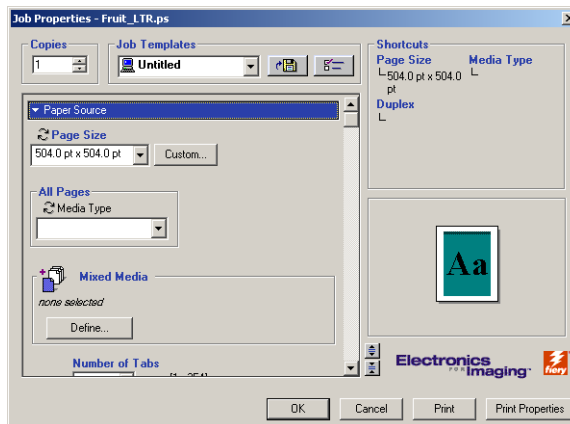 Job Properties - Fruit_LTR.ps
Copies
Job Templates
Shortcuts
1
Untitled
Page Size
Media Type
504.0 pt x 504.0
pt
Duplex
Paper Source
Page Size
504.0 pt x 504.0 pt
Custom...
All Pages
Media Type
Mixed Media
none selected
Define...
Number of Tabs
Aa
Electronics
FOR Imaging
fiery
OK
Cancel
Print
Print Properties